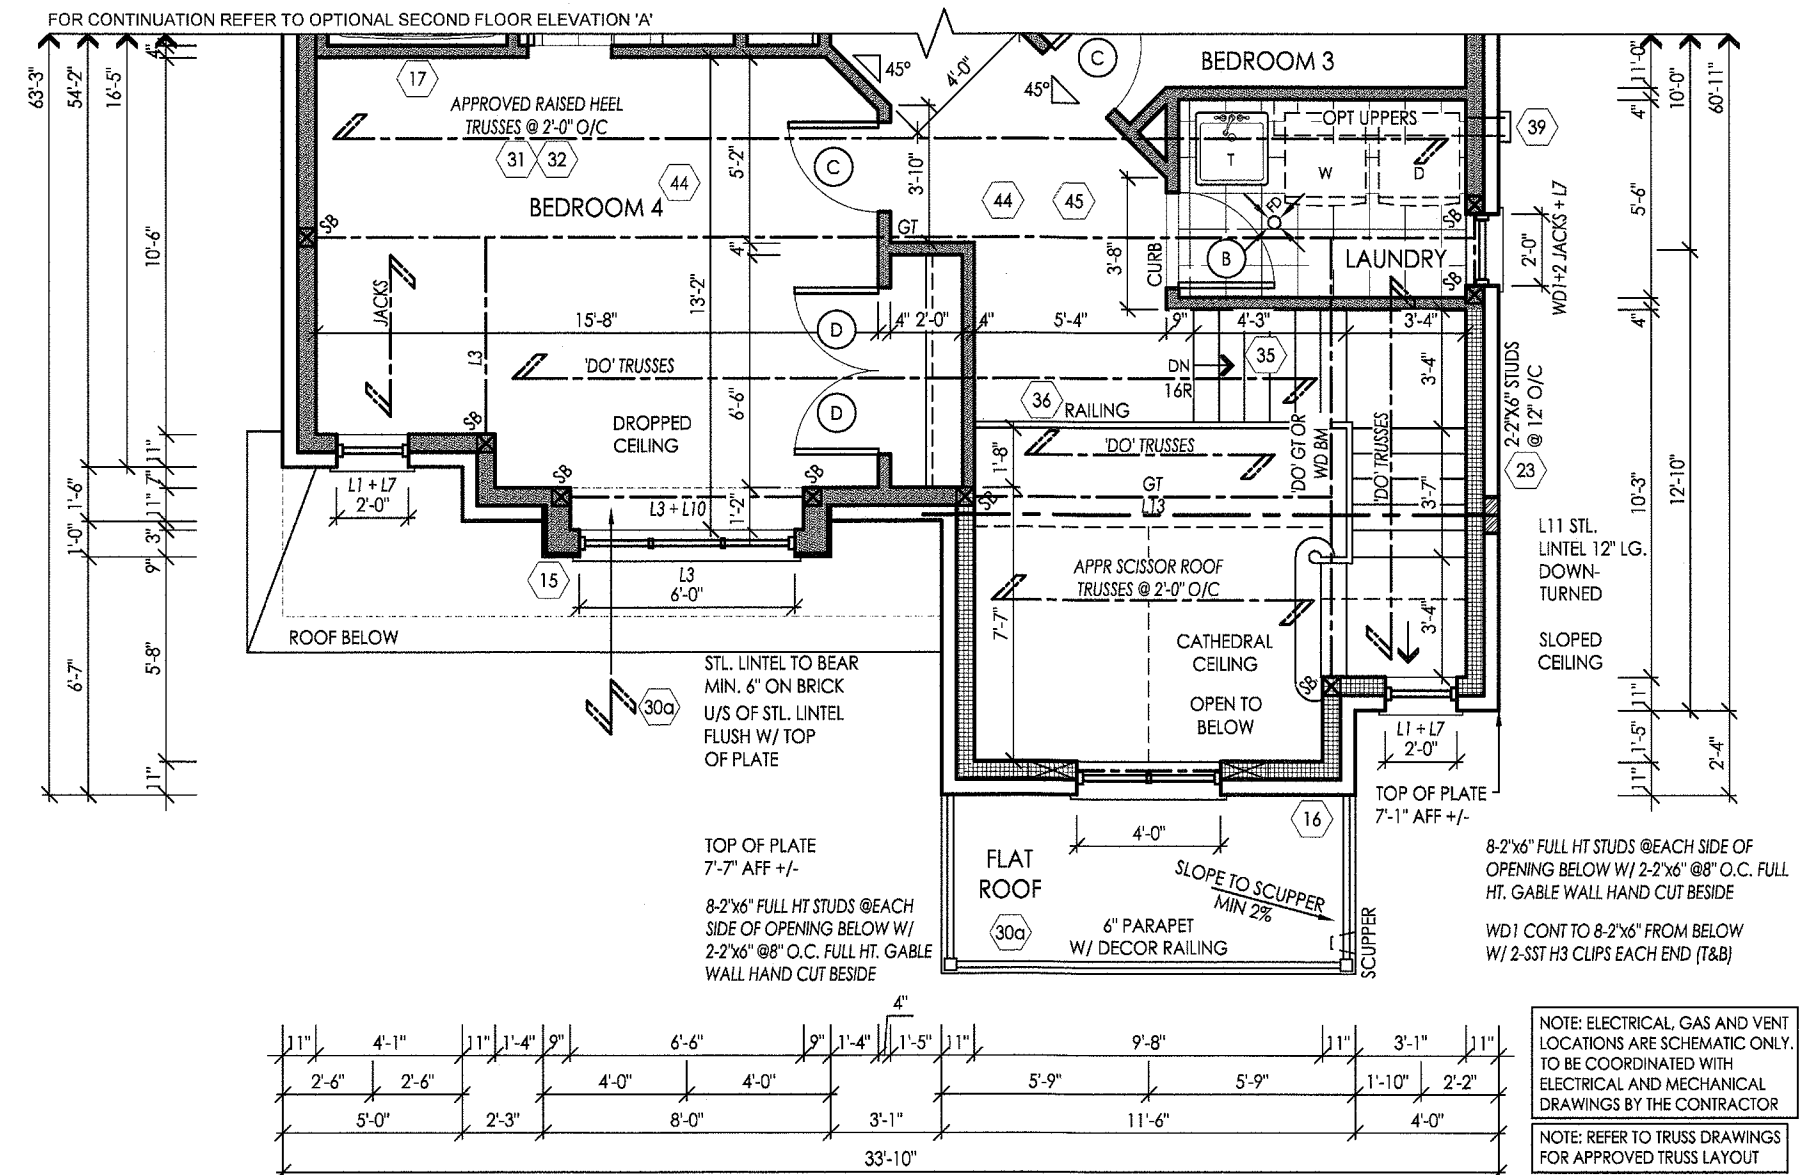 FOR CONTINUATION REFER TO OPTIONAL SECOND FLOOR ELEVATION 'A'
63'-3"
54'-2"
16'-5"
4"
10'-6"
11"
7"
11"
3"
9"
5'-8"
11"
1'-6"
1'-0"
6'-7"
17
APPROVED RAISED HEEL
TRUSSES @ 2'-0" O/C
31
32
44
BEDROOM 4
SB
JACKS
L3
15'-8"
13'-2"
5'-2"
4"
6'-6"
1'-2"
'DO' TRUSSES
DROPPED
CEILING
SB
SB
SB
L1 + L7
2'-0"
L3 + L10
15
L3
6'-0"
ROOF BELOW
45°
4'-0"
45°
C
C
3'-10"
GT
D
D
4"
2'-0"
4"
5'-4"
9"
4'-3"
3'-4"
BEDROOM 3
OPT UPPERS
T
W
D
FD
B
SB
LAUNDRY
SB
44
45
3'-8"
CURB
39
11'-0"
10'-0"
60'-11"
4"
5'-6"
4"
2'-0"
WD1+2 JACKS + L7
DN
16R
35
36
RAILING
3'-4"
2-2"X6" STUDS
@ 12" O/C
23
'DO' TRUSSES
'DO' GT OR
WD BM
'DO' TRUSSES
1'-8"
GT
L13
SB
3'-7"
10'-3"
12'-10"
L11 STL.
LINTEL 12" LG.
DOWN-
TURNED
SLOPED
CEILING
APPR SCISSOR ROOF
TRUSSES @ 2'-0" O/C
7'-7"
3'-4"
CATHEDRAL
CEILING
OPEN TO
BELOW
SB
11"
1'-5"
11"
2'-4"
L1 + L7
2'-0"
STL. LINTEL TO BEAR
MIN. 6" ON BRICK
U/S OF STL. LINTEL
FLUSH W/ TOP
OF PLATE
30a
TOP OF PLATE
7'-1" AFF +/-
16
4'-0"
TOP OF PLATE
7'-7" AFF +/-
FLAT
ROOF
30a
SLOPE TO SCUPPER
MIN 2%
6" PARAPET
W/ DECOR RAILING
SCUPPER
8-2"x6" FULL HT STUDS @EACH
SIDE OF OPENING BELOW W/
2-2"x6" @8" O.C. FULL HT. GABLE
WALL HAND CUT BESIDE
8-2"x6" FULL HT STUDS @EACH SIDE OF
OPENING BELOW W/ 2-2"x6" @8" O.C. FULL
HT. GABLE WALL HAND CUT BESIDE
WD1 CONT TO 8-2"x6" FROM BELOW
W/ 2-SST H3 CLIPS EACH END (T&B)
4"
11" 4'-1" 11" 1'-4" 9" 6'-6" 9" 1'-4" 1'-5" 11" 9'-8" 11" 3'-1" 11"
2'-6" 2'-6" 4'-0" 4'-0" 5'-9" 5'-9" 1'-10" 2'-2"
5'-0" 2'-3" 8'-0" 3'-1" 11'-6" 4'-0"
33'-10"
NOTE: ELECTRICAL, GAS AND VENT
LOCATIONS ARE SCHEMATIC ONLY.
TO BE COORDINATED WITH
ELECTRICAL AND MECHANICAL
DRAWINGS BY THE CONTRACTOR
NOTE: REFER TO TRUSS DRAWINGS
FOR APPROVED TRUSS LAYOUT